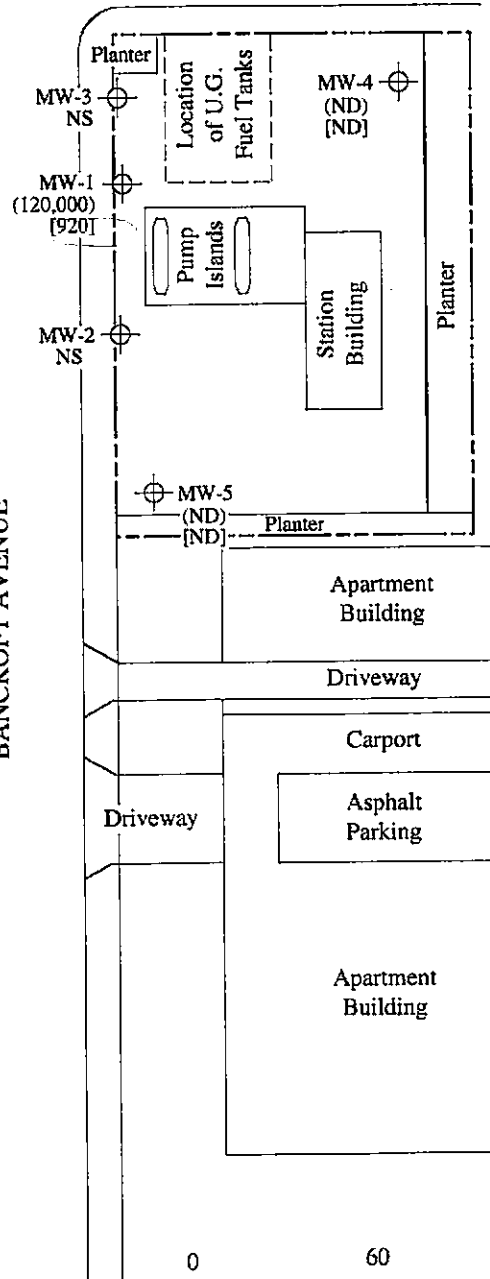 Planter
Location
of U.G.
Fuel Tanks
MW-3
NS
MW-4
(ND)
[ND]
MW-1
(120,000)
[920]
Pump
Islands
Station
Building
Planter
MW-2
NS
MW-5
(ND)
[ND]
Planter
BANCROFT AVENUE
Apartment
Building
Driveway
Carport
Asphalt
Parking
Driveway
Apartment
Building
0
60